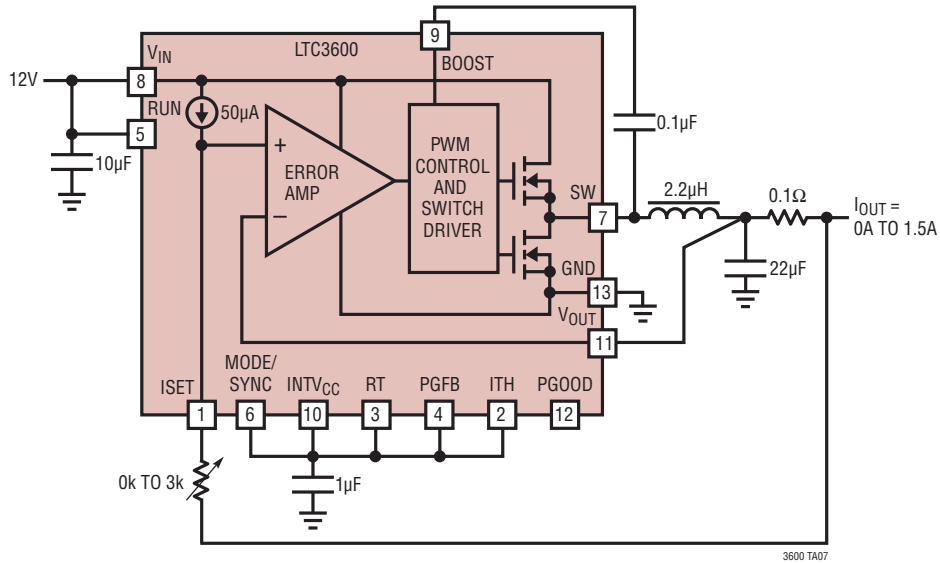 LTC3600
9
BOOST
V_IN
12V
8
RUN
50µA
5
10µF
+
ERROR
AMP
−
PWM
CONTROL
AND
SWITCH
DRIVER
0.1µF
SW
7
2.2µH
0.1Ω
I_OUT =
0A TO 1.5A
22µF
GND
13
V_OUT
11
ISET
MODE/
SYNC
INTV_CC
RT
PGFB
ITH
PGOOD
1
6
10
3
4
2
12
0k TO 3k
1µF
3600 TA07